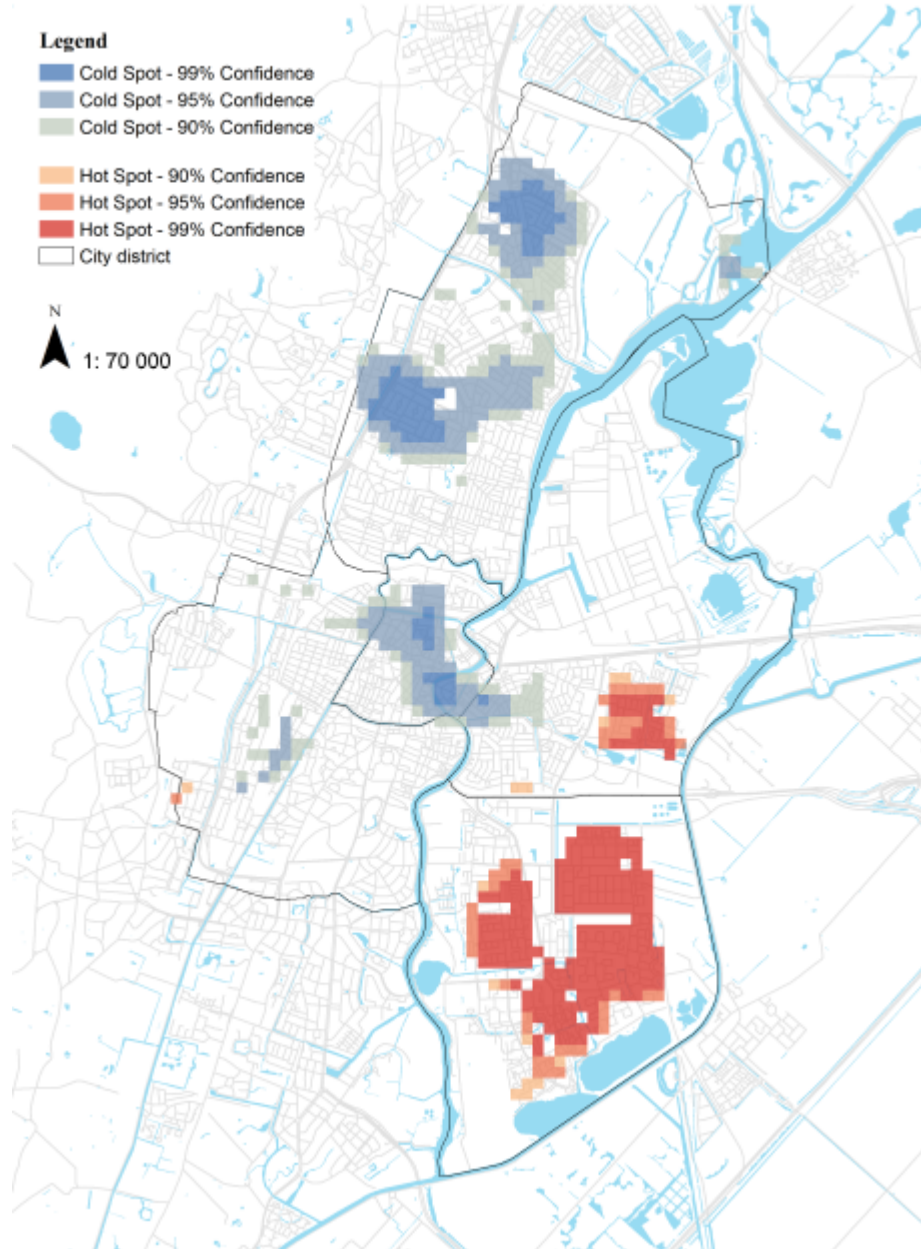 Legend
Cold Spot - 99% Confidence
Cold Spot - 95% Confidence
Cold Spot - 90% Confidence
Hot Spot - 90% Confidence
Hot Spot - 95% Confidence
Hot Spot - 99% Confidence
City district
N
1: 70 000